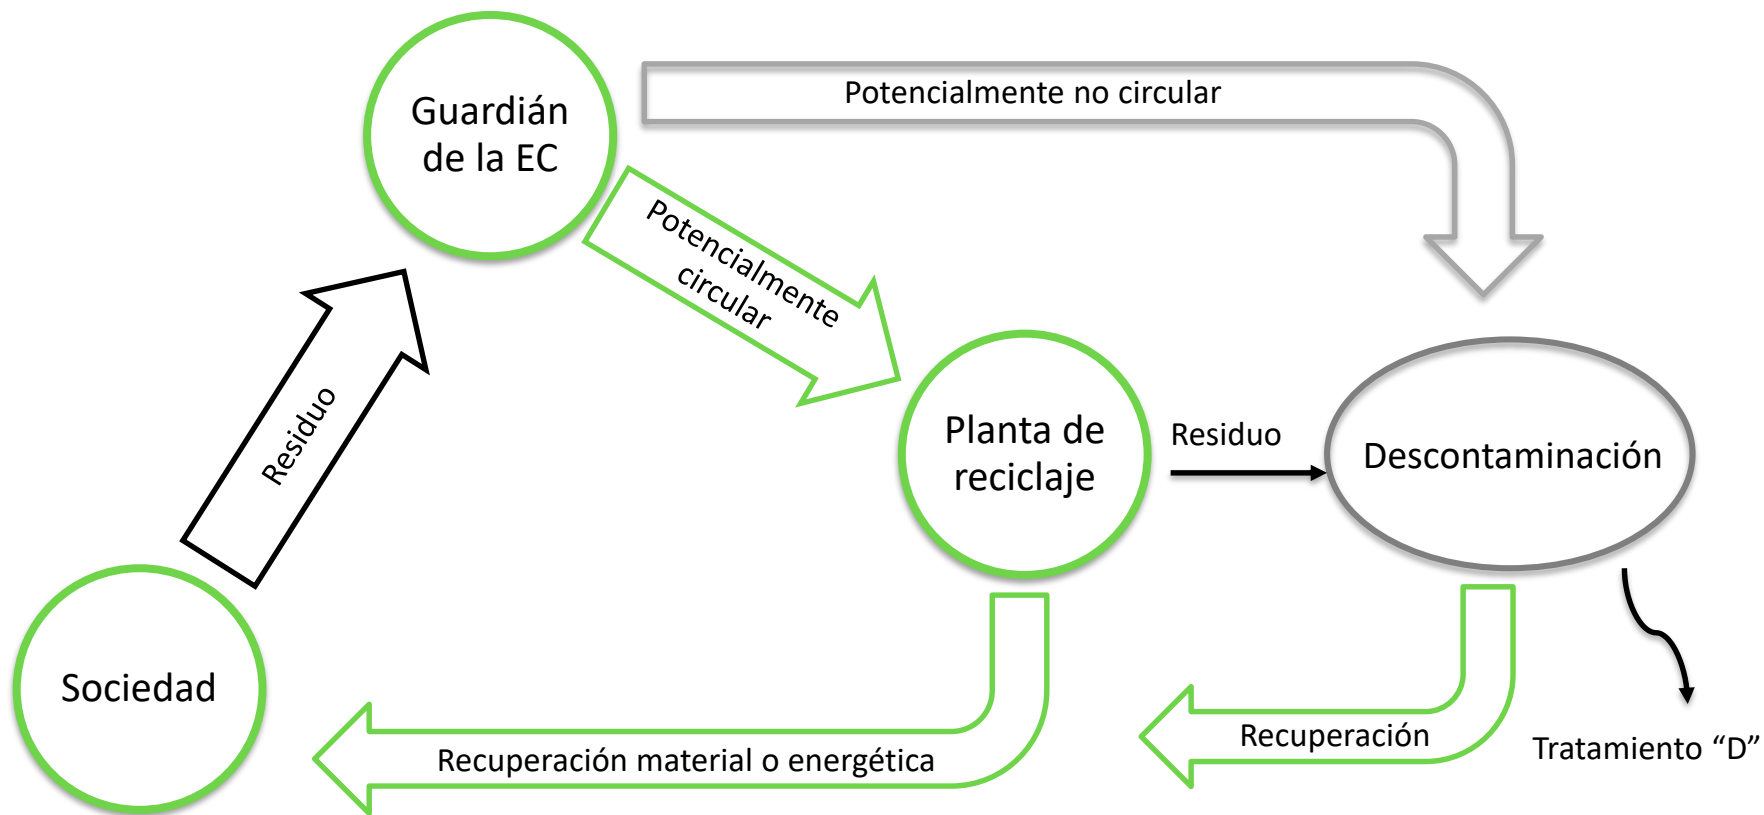 Guardián
de la EC
Potencialmente no circular
Potencialmente
circular
Residuo
Planta de
reciclaje
Residuo
Descontaminación
Sociedad
Recuperación material o energética
Recuperación
Tratamiento “D”